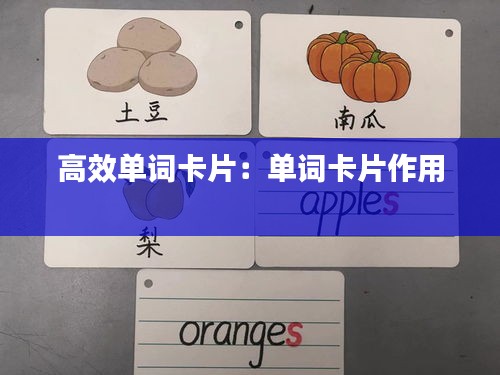 土豆
南瓜
高效单词卡片：单词卡片作用
梨
apples
oranges